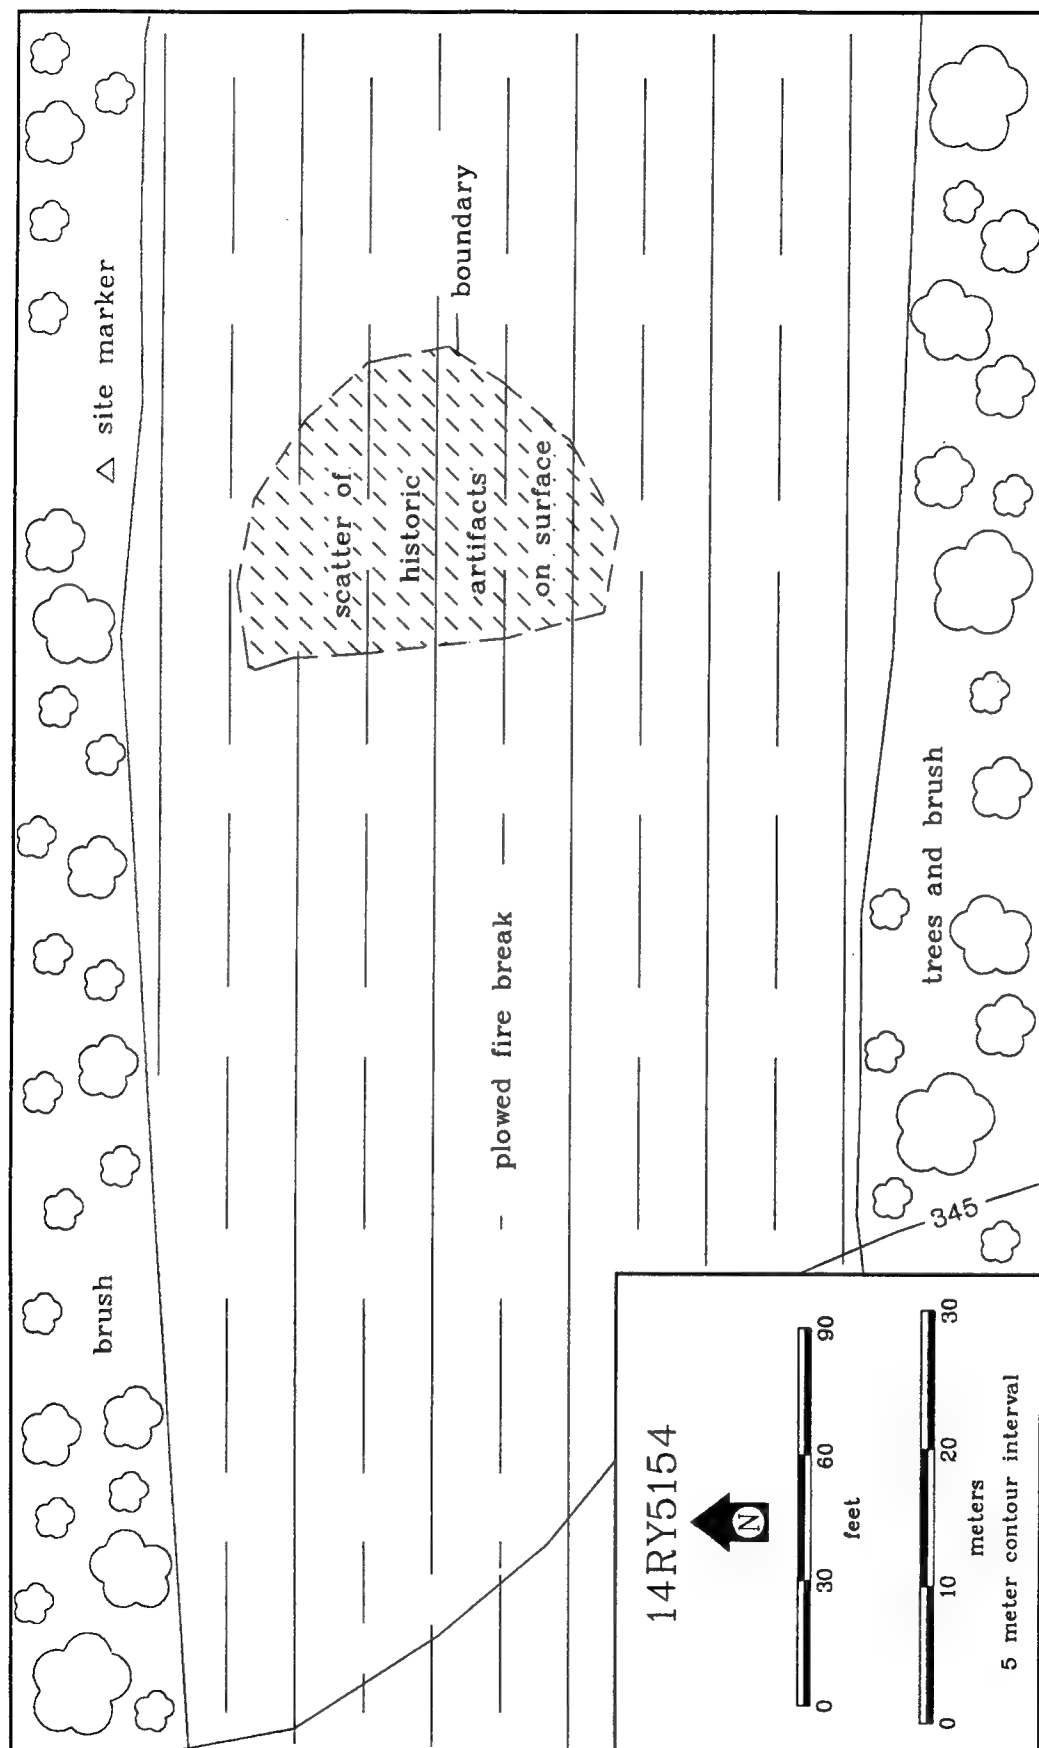 site marker
boundary
scatter of
historic
artifacts
on surface
brush
plowed fire break
trees and brush
345
14RY5154
N
0 30 60 90
feet
0 10 20 30
meters
5 meter contour interval